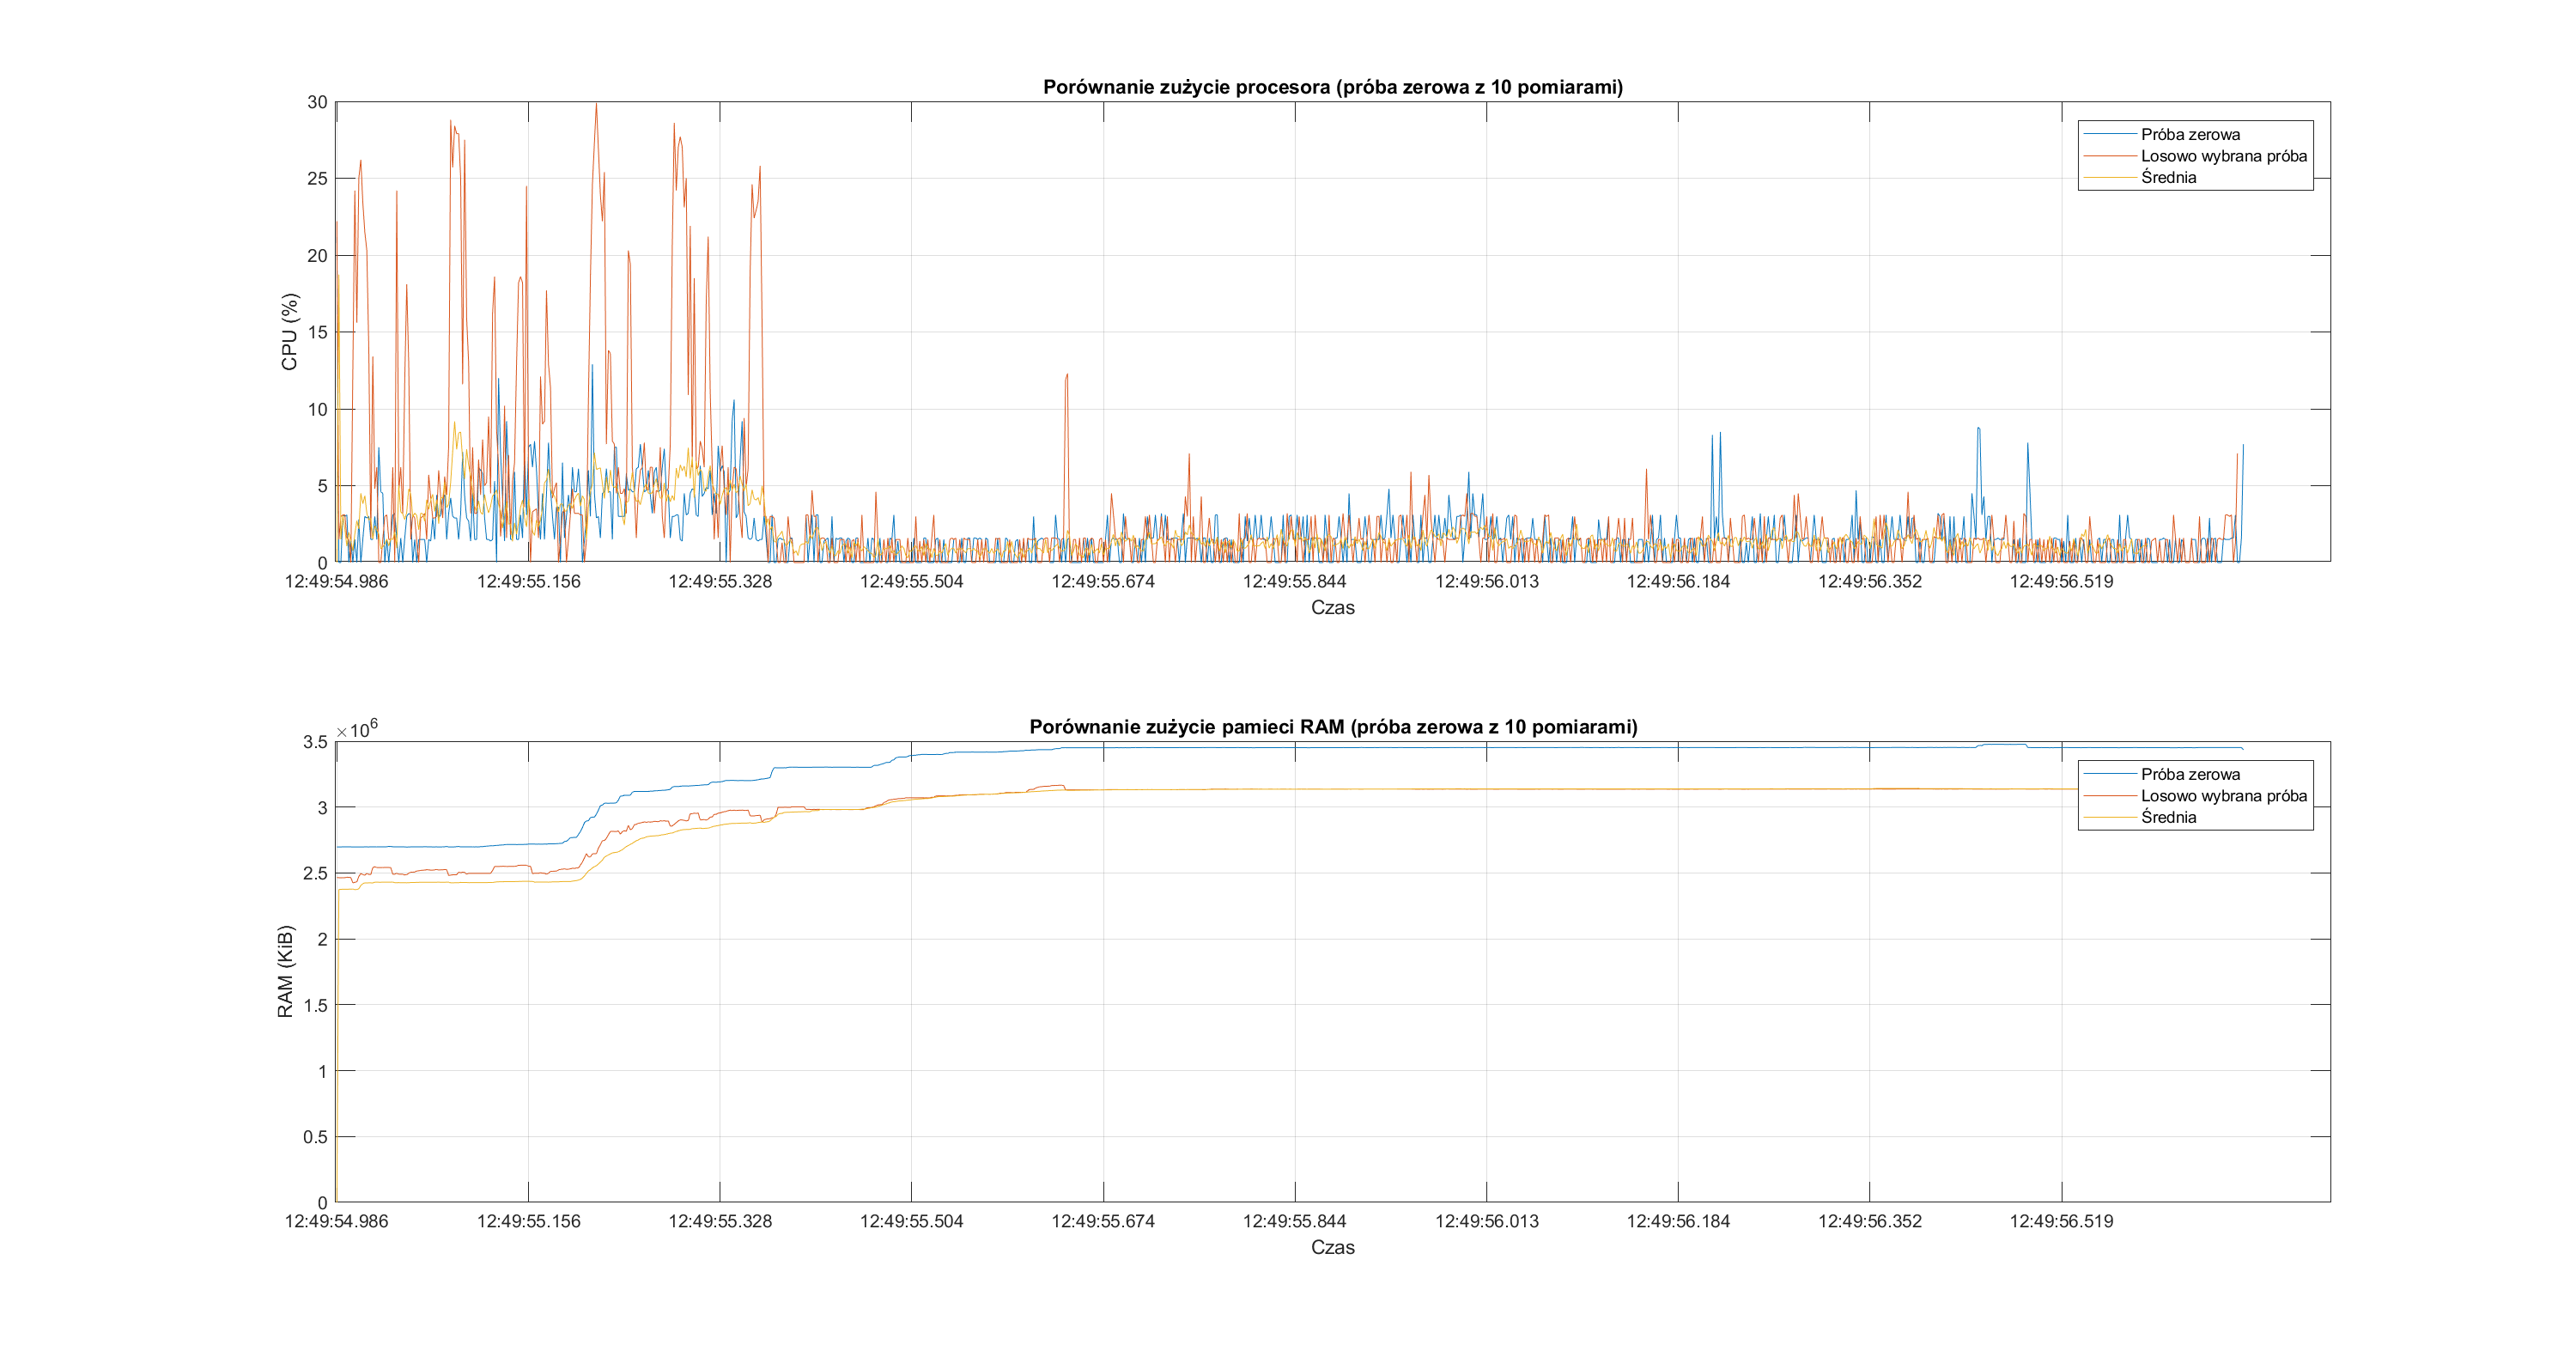 Porównanie zużycie procesora (próba zerowa z 10 pomiarami)
30
25
20
15
10
5
0
CPU (%)
Próba zerowa
Losowo wybrana próba
Średnia
12:49:54.986 12:49:55.156 12:49:55.328 12:49:55.504 12:49:55.674 12:49:55.844 12:49:56.013 12:49:56.184 12:49:56.352 12:49:56.519
Czas
Porównanie zużycie pamieci RAM (próba zerowa z 10 pomiarami)
×10⁶
3.5
3
2.5
2
1.5
1
0.5
0
RAM (KiB)
Próba zerowa
Losowo wybrana próba
Średnia
12:49:54.986 12:49:55.156 12:49:55.328 12:49:55.504 12:49:55.674 12:49:55.844 12:49:56.013 12:49:56.184 12:49:56.352 12:49:56.519
Czas